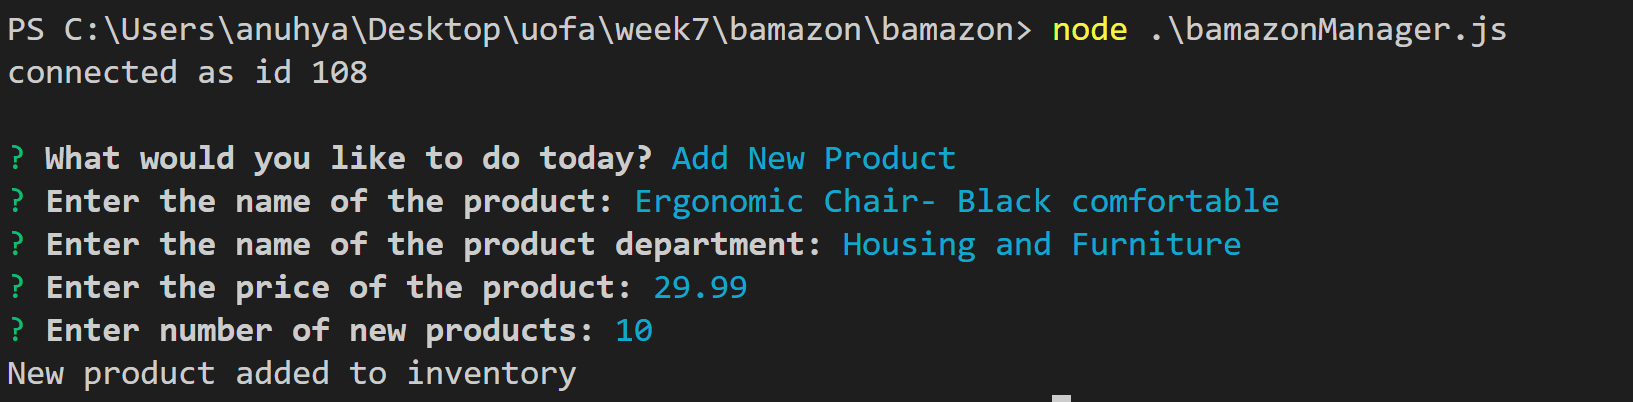 PS C:\Users\anuhya\Desktop\uofa\week7\bamazon\bamazon> node .\bamazonManager.js
connected as id 108
? What would you like to do today? Add New Product
? Enter the name of the product: Ergonomic Chair- Black comfortable
? Enter the name of the product department: Housing and Furniture
? Enter the price of the product: 29.99
? Enter number of new products: 10
New product added to inventory